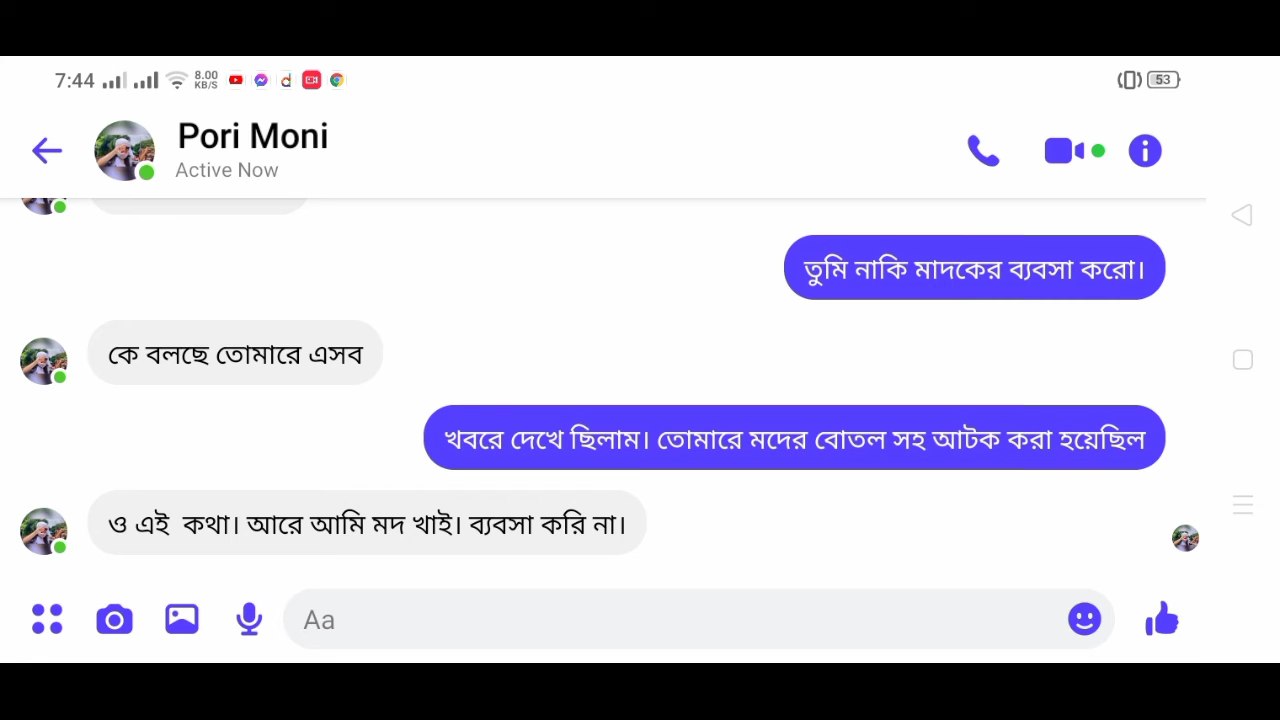 7:44 8.00 KB/S 53
Pori Moni
Active Now
তুমি নাকি মাদকের ব্যবসা করো।
কে বলছে তোমারে এসব
খবরে দেখে ছিলাম। তোমারে মদের বোতল সহ আটক করা হয়েছিল
ও এই কথা। আরে আমি মদ খাই। ব্যবসা করি না।
Aa